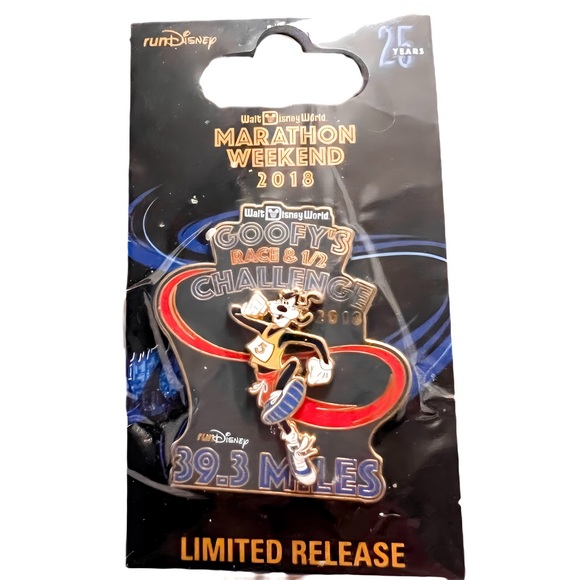 runDisney
25
YEARS
Walt Disney World
MARATHON
WEEKEND
2018
Walt Disney World
GOOFY'S
RACE & 1/2
CHALLENGE
2018
5
runDisney
39.3 MILES
LIMITED RELEASE